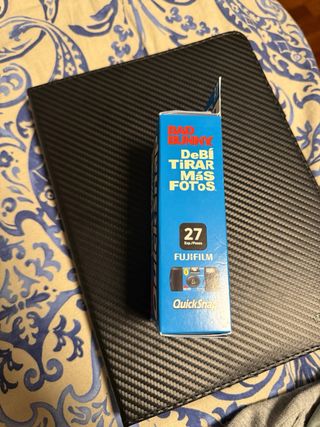 BAD
BUNNY
DeBÍ
TiRAR
MáS
FOToS
27
Exp./Poses
FUJIFILM
QuickSnap